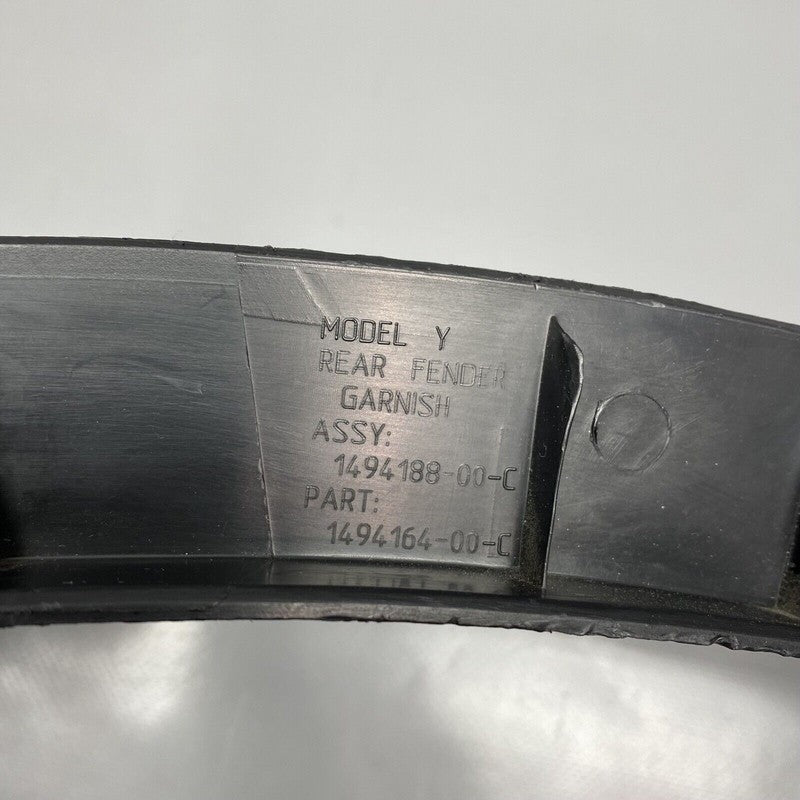 MODEL Y
REAR FENDER
GARNISH
ASSY:
1494188-00-C
PART:
1494164-00-C